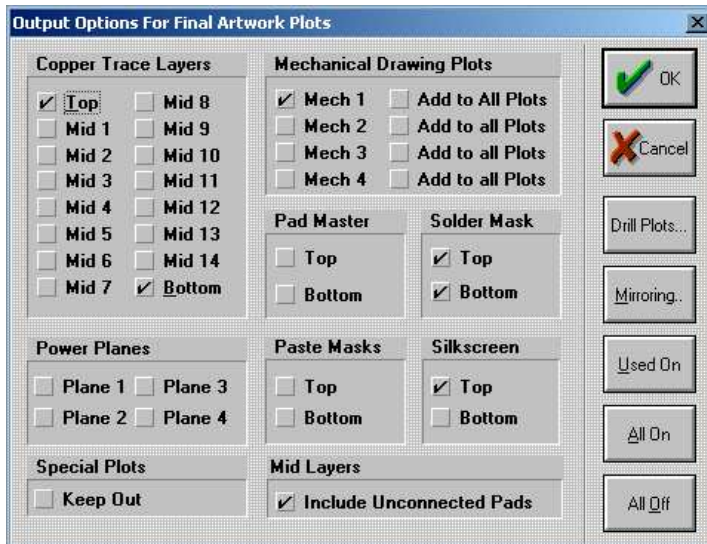 Output Options For Final Artwork Plots
Copper Trace Layers
Top
Mid 8
Mid 1
Mid 9
Mid 2
Mid 10
Mid 3
Mid 11
Mid 4
Mid 12
Mid 5
Mid 13
Mid 6
Mid 14
Mid 7
Bottom
Mechanical Drawing Plots
Mech 1
Add to All Plots
Mech 2
Add to all Plots
Mech 3
Add to all Plots
Mech 4
Add to all Plots
Pad Master
Top
Bottom
Solder Mask
Top
Bottom
Power Planes
Plane 1
Plane 3
Plane 2
Plane 4
Paste Masks
Top
Bottom
Silkscreen
Top
Bottom
Special Plots
Keep Out
Mid Layers
Include Unconnected Pads
OK
Cancel
Drill Plots...
Mirroring..
Used On
All On
All Off